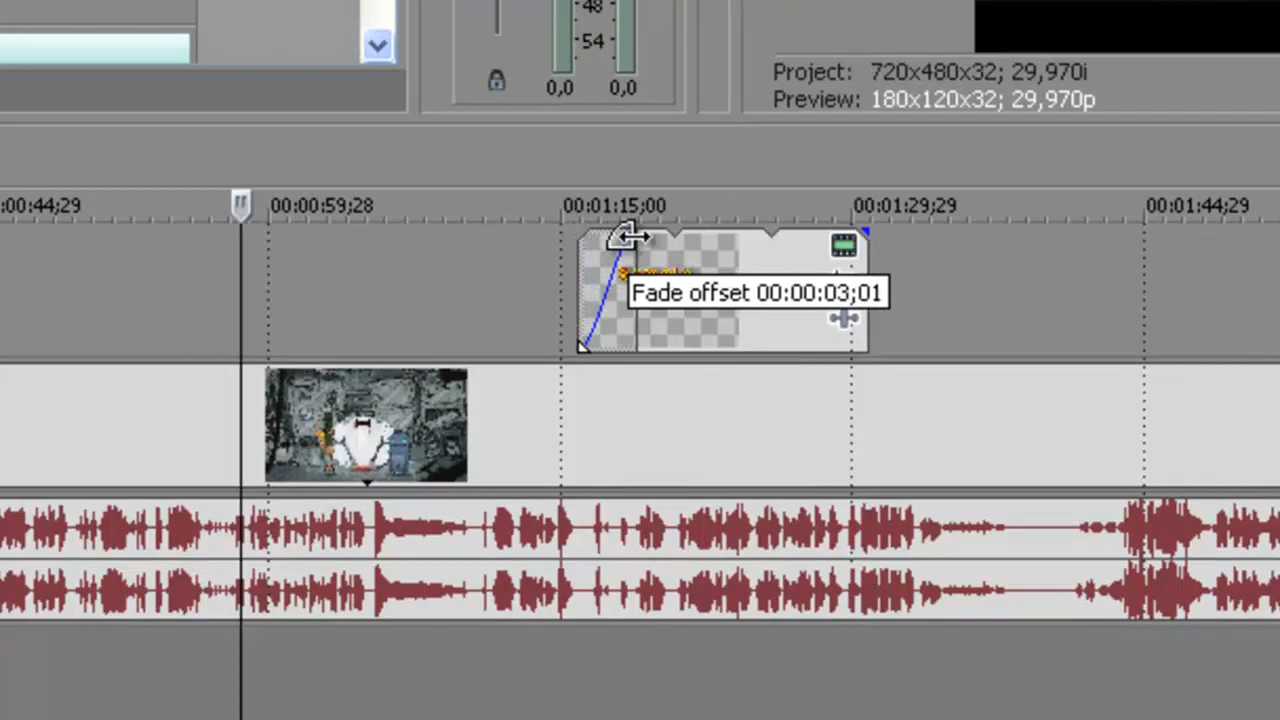 48
54
0,0 0,0
Project: 720x480x32; 29,970i
Preview: 180x120x32; 29,970p
:00:44;29 00:00:59;28 00:01:15;00 00:01:29;29 00:01:44;29
Fade offset 00:00:03;01